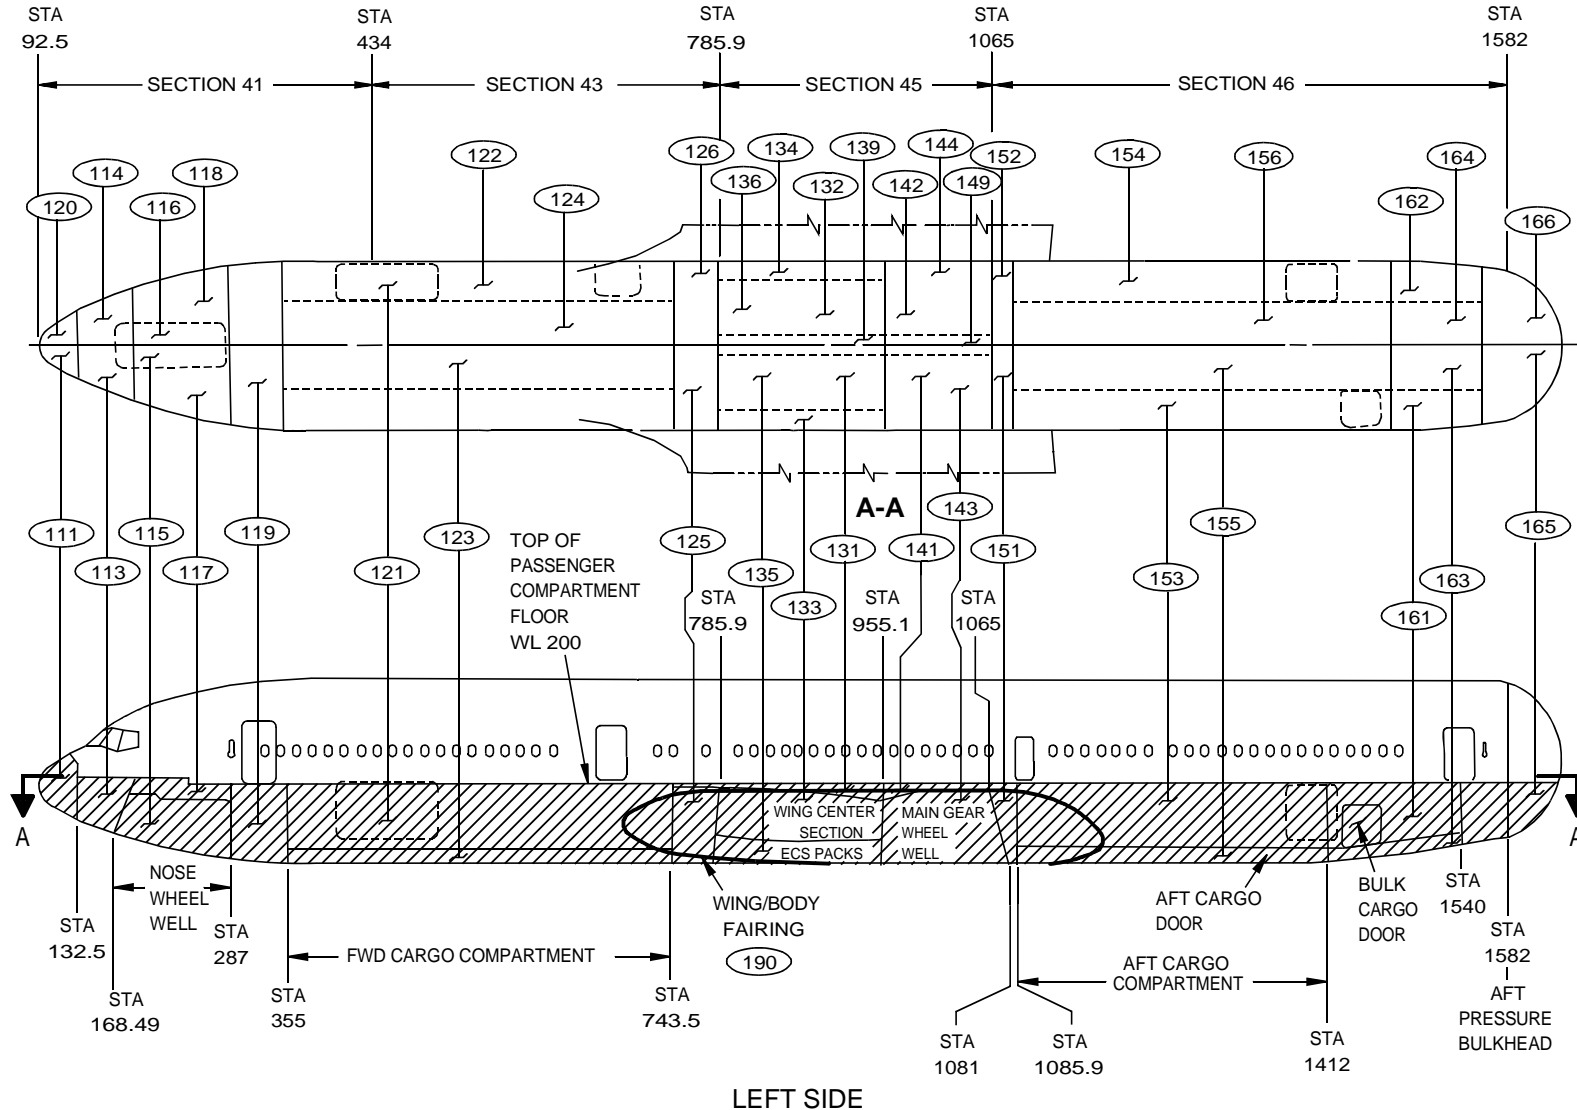 STA
92.5
STA
434
STA
785.9
STA
1065
STA
1582
SECTION 41
SECTION 43
SECTION 45
SECTION 46
120
114
116
118
122
124
126
136
134
132
139
142
144
149
152
154
156
162
164
166
A-A
111
113
115
117
119
121
123
TOP OF
PASSENGER
COMPARTMENT
FLOOR
WL 200
125
135
133
131
141
143
151
153
155
161
163
165
STA
785.9
STA
955.1
STA
1065
A
A
WING CENTER
SECTION
ECS PACKS
MAIN GEAR
WHEEL
WELL
NOSE
WHEEL
WELL
STA
132.5
STA
168.49
STA
287
STA
355
FWD CARGO COMPARTMENT
STA
743.5
WING/BODY
FAIRING
190
STA
1081
STA
1085.9
AFT CARGO
COMPARTMENT
AFT CARGO
DOOR
STA
1412
BULK
CARGO
DOOR
STA
1540
STA
1582
AFT
PRESSURE
BULKHEAD
LEFT SIDE